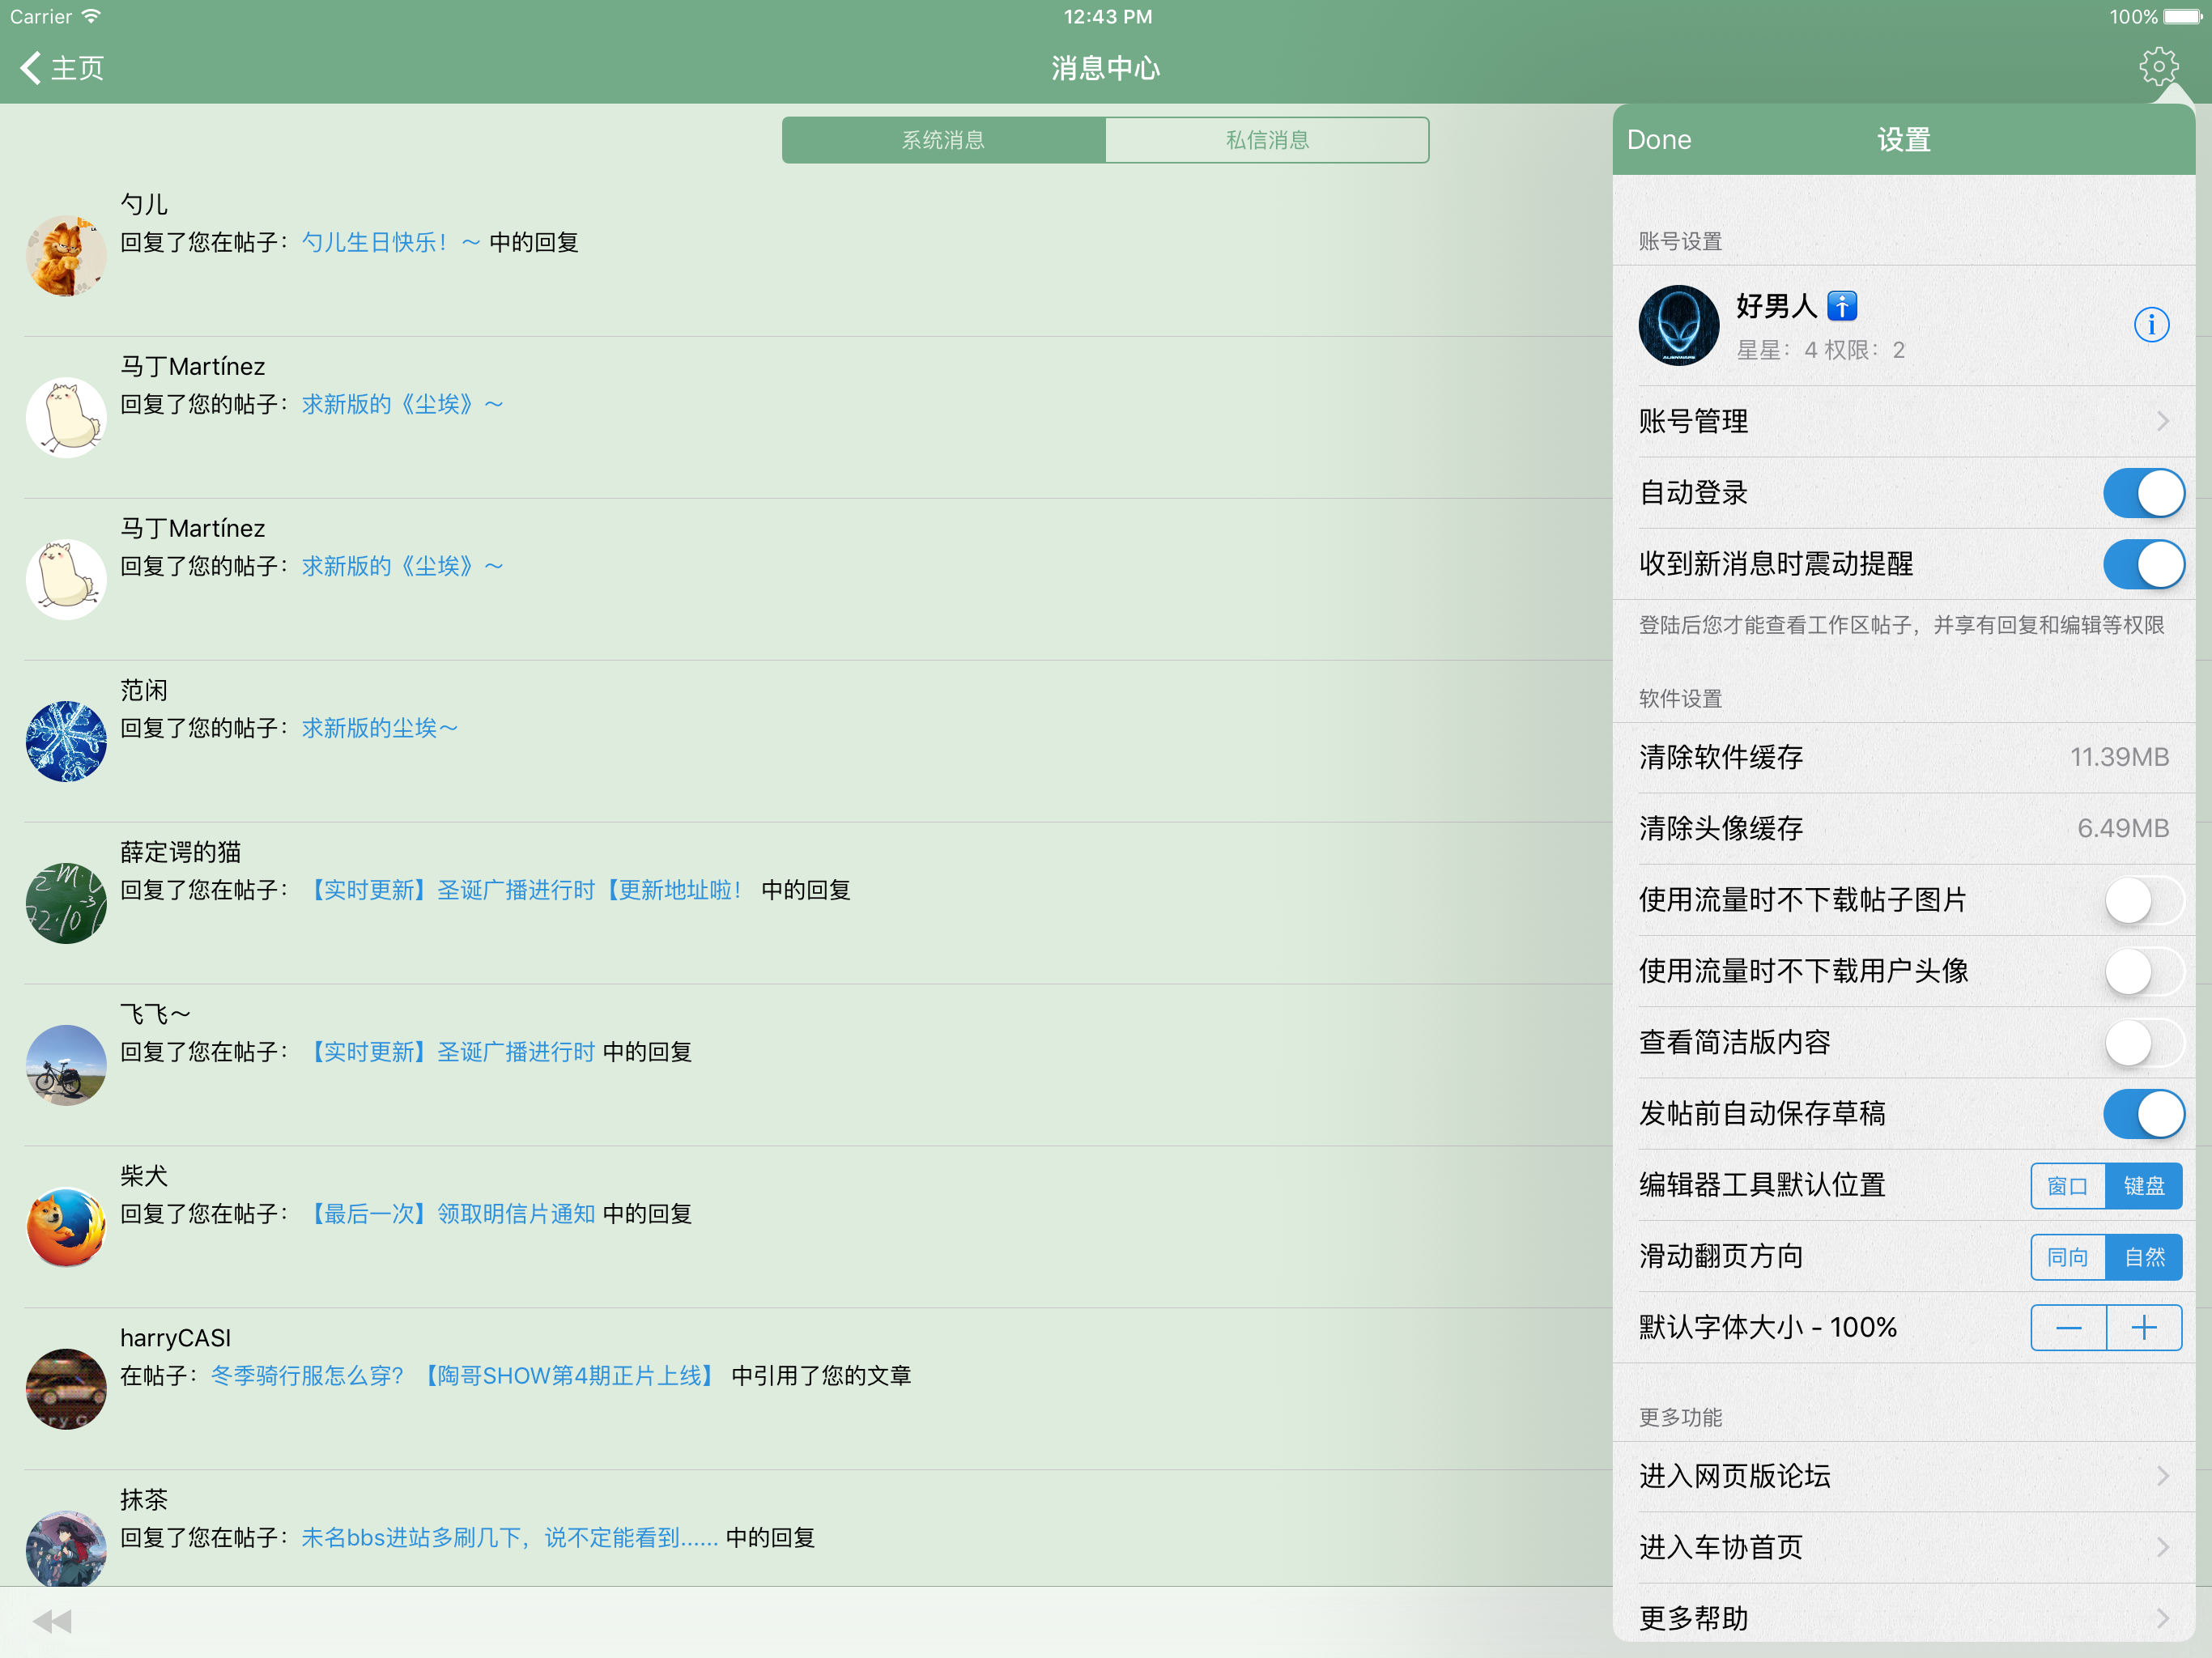 Carrier 12:43 PM 100%
主页
消息中心
系统消息
私信消息
勺儿
回复了您在帖子：勺儿生日快乐！～ 中的回复
马丁Martínez
回复了您的帖子：求新版的《尘埃》～
马丁Martínez
回复了您的帖子：求新版的《尘埃》～
范闲
回复了您的帖子：求新版的尘埃～
薛定谔的猫
回复了您在帖子：【实时更新】圣诞广播进行时【更新地址啦！ 中的回复
飞飞～
回复了您在帖子：【实时更新】圣诞广播进行时 中的回复
柴犬
回复了您在帖子：【最后一次】领取明信片通知 中的回复
harryCASI
在帖子：冬季骑行服怎么穿？【陶哥SHOW第4期正片上线】 中引用了您的文章
抹茶
回复了您在帖子：未名bbs进站多刷几下，说不定能看到…… 中的回复
Done
设置
账号设置
好男人
星星：4 权限：2
账号管理
自动登录
收到新消息时震动提醒
登陆后您才能查看工作区帖子，并享有回复和编辑等权限
软件设置
清除软件缓存 11.39MB
清除头像缓存 6.49MB
使用流量时不下载帖子图片
使用流量时不下载用户头像
查看简洁版内容
发帖前自动保存草稿
编辑器工具默认位置 窗口 键盘
滑动翻页方向 同向 自然
默认字体大小 - 100%
更多功能
进入网页版论坛
进入车协首页
更多帮助